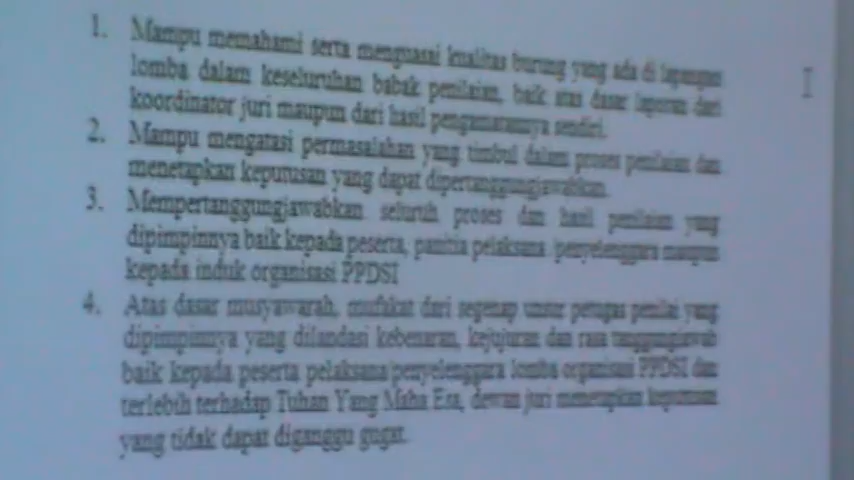 1. Mampu memahami serta menguasai kualitas burung yang ada di lapangan
lomba dalam keseluruhan babak penilaian, baik atas dasar laporan dari
koordinator juri maupun dari hasil pengamatannya sendiri.
2. Mampu mengatasi permasalahan yang timbul dalam proses penilaian dan
menetapkan keputusan yang dapat dipertanggungjawabkan.
3. Mempertanggungjawabkan seluruh proses dan hasil penilaian yang
dipimpinnya baik kepada peserta, panitia pelaksana /penyelenggara maupun
kepada induk organisasi PPDSI
4. Atas dasar musyawarah, mufakat dari segenap unsur petugas penilai yang
dipimpinnya yang dilandasi kebenaran, kejujuran dan rasa tanggungjawab
baik kepada peserta pelaksana/penyelenggara lomba organisasi PPDSI dan
terlebih terhadap Tuhan Yang Maha Esa, dewan juri menetapkan keputusan
yang tidak dapat diganggu gugat.